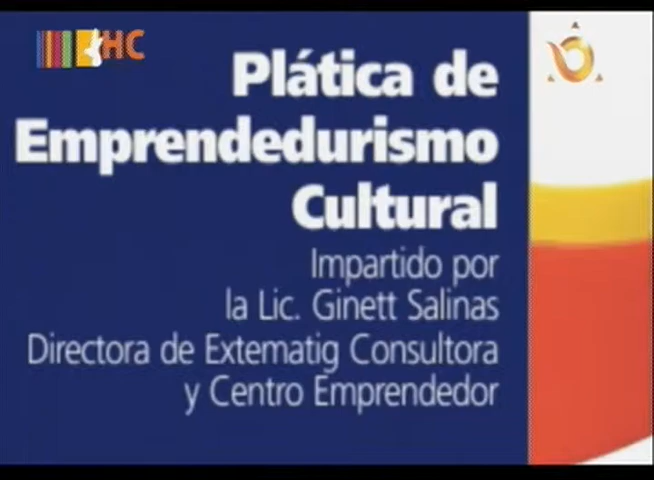 HC
Plática de
Emprendedurismo
Cultural
Impartido por
la Lic. Ginett Salinas
Directora de Extematig Consultora
y Centro Emprendedor